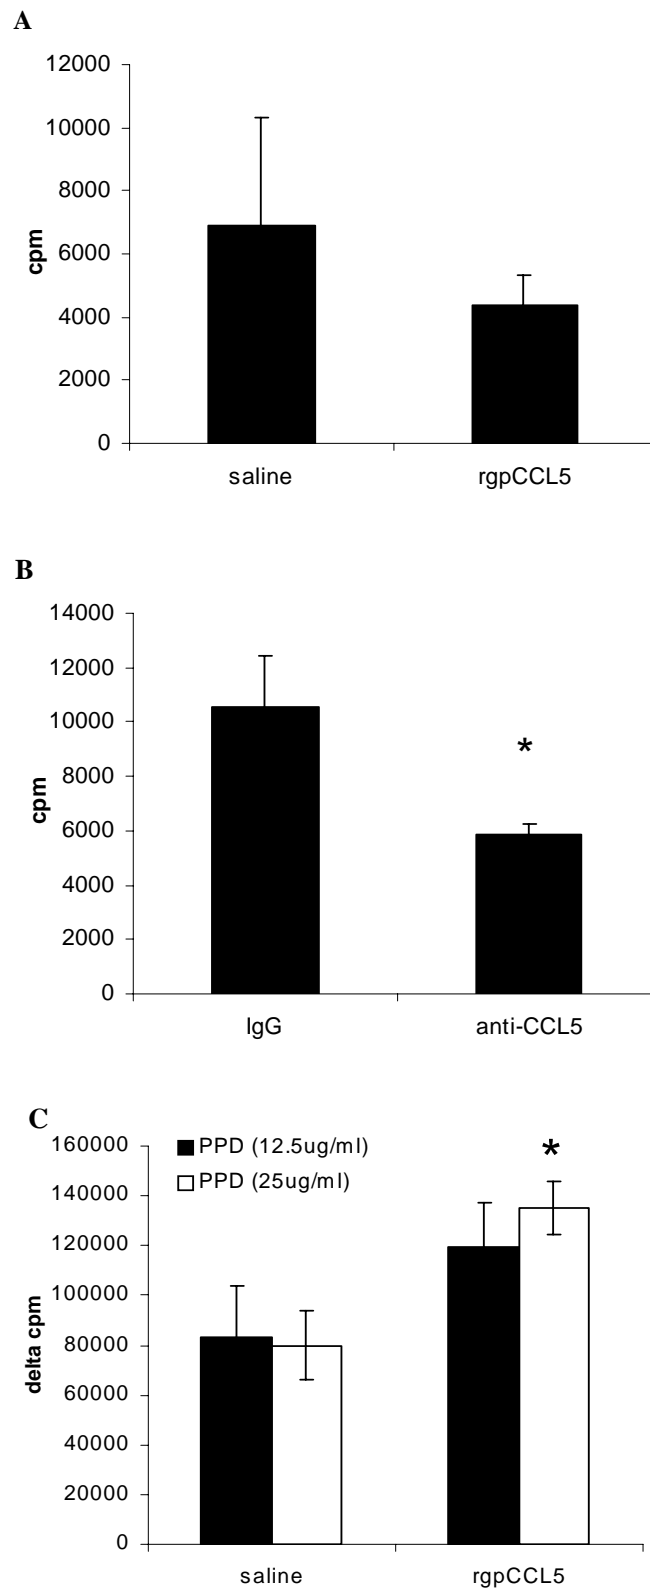 A
12000
10000
8000
6000
4000
2000
0
cpm
saline rgpCCL5
B
14000
12000
10000
8000
6000
4000
2000
0
cpm
*
IgG anti-CCL5
C
160000
140000
120000
100000
80000
60000
40000
20000
0
delta cpm
PPD (12.5ug/ml)
PPD (25ug/ml)
*
saline rgpCCL5